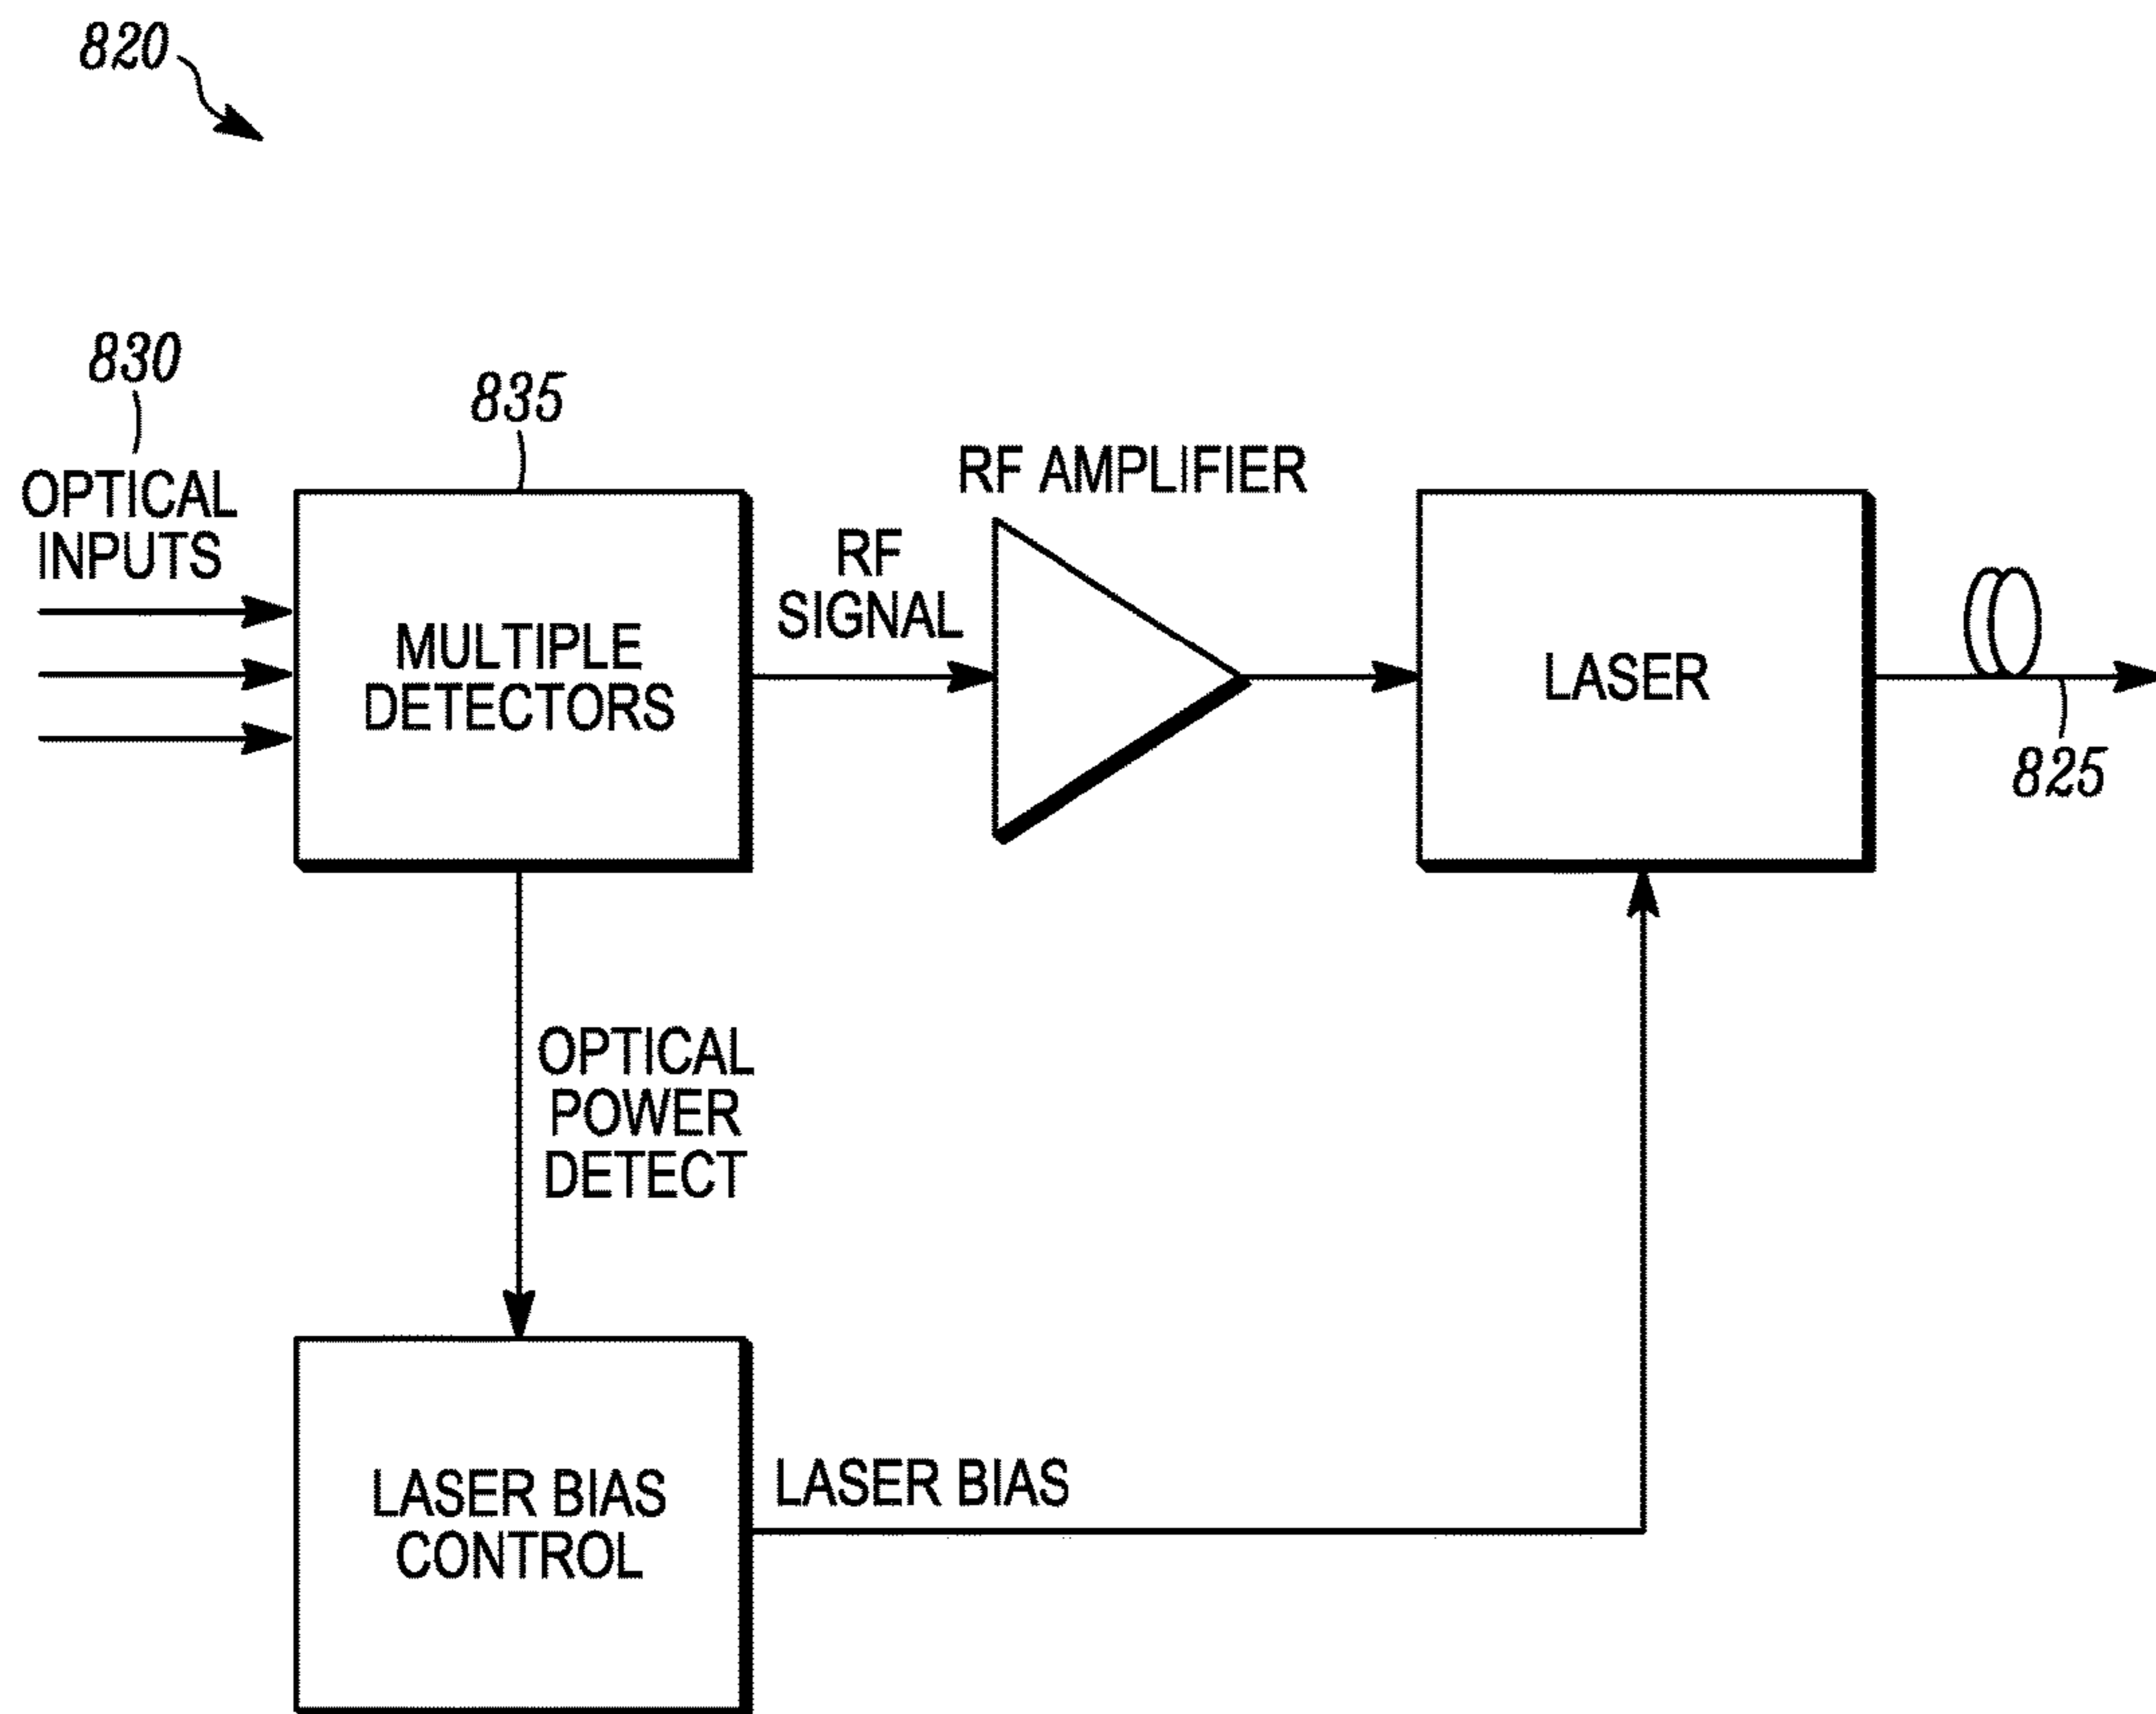 820
830
OPTICAL
INPUTS
835
MULTIPLE
DETECTORS
RF
SIGNAL
RF AMPLIFIER
LASER
825
OPTICAL
POWER
DETECT
LASER BIAS
CONTROL
LASER BIAS